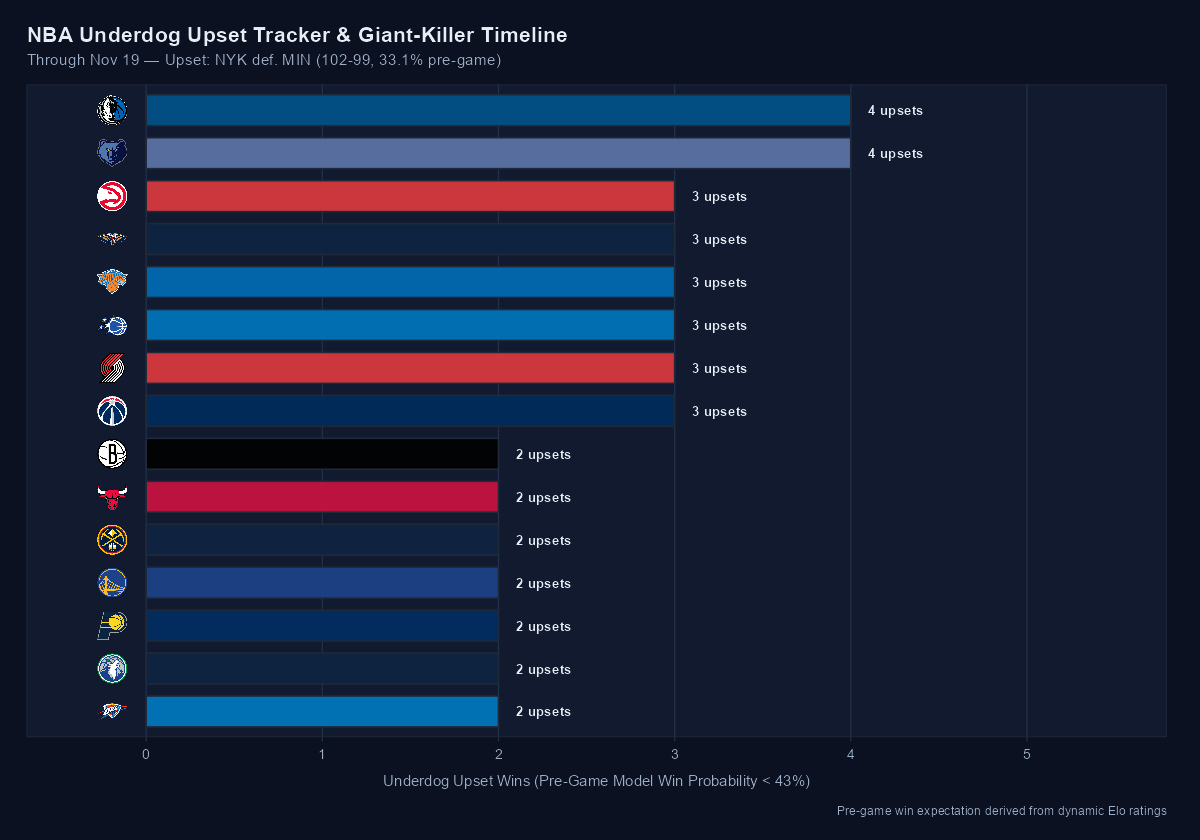 NBA Underdog Upset Tracker & Giant-Killer Timeline
Through Nov 19 — Upset: NYK def. MIN (102-99, 33.1% pre-game)
4 upsets
4 upsets
3 upsets
3 upsets
3 upsets
3 upsets
3 upsets
3 upsets
B
2 upsets
2 upsets
2 upsets
2 upsets
2 upsets
2 upsets
2 upsets
0 1 2 3 4 5
Underdog Upset Wins (Pre-Game Model Win Probability < 43%)
Pre-game win expectation derived from dynamic Elo ratings